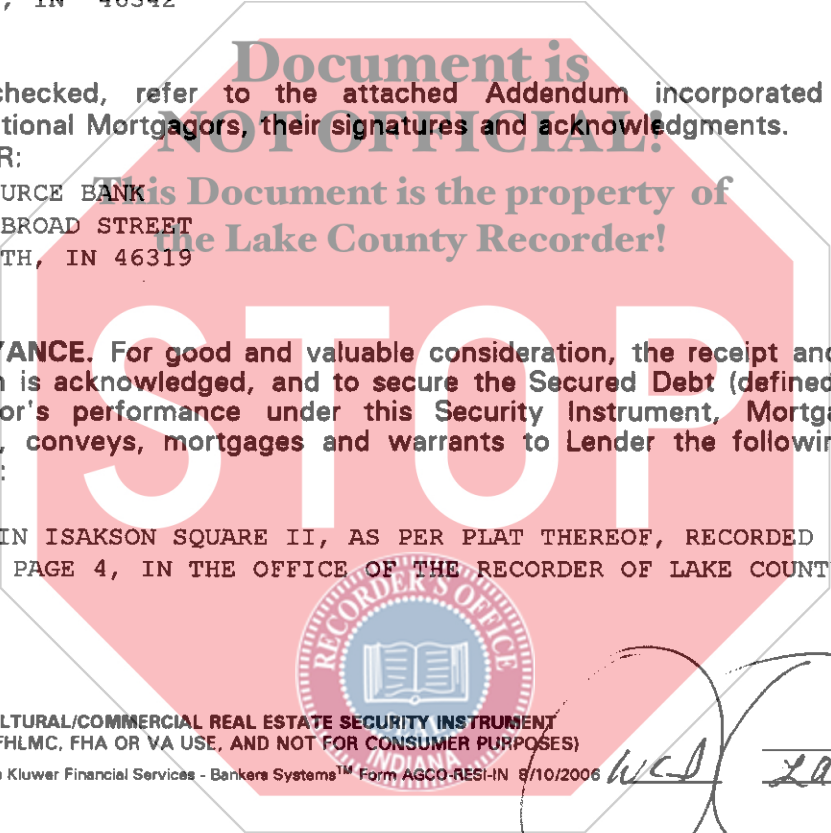 , IN 46342
Document is
checked, refer to the attached Addendum incorporated
tional Mortgagors, their signatures and acknowledgments.
NOT OFFICIAL!
R:
URCE BANK
This Document is the property of
BROAD STREET
the Lake County Recorder!
TH, IN 46319
STOP
YANCE. For good and valuable consideration, the receipt and
n is acknowledged, and to secure the Secured Debt (defined
or's performance under this Security Instrument, Mortga
, conveys, mortgages and warrants to Lender the followin
:
IN ISAKSON SQUARE II, AS PER PLAT THEREOF, RECORDED
PAGE 4, IN THE OFFICE OF THE RECORDER OF LAKE COUNT
RECORDER'S OFFICE
INDIANA
LTURAL/COMMERCIAL REAL ESTATE SECURITY INSTRUMENT
FHLMC, FHA OR VA USE, AND NOT FOR CONSUMER PURPOSES)
Kluwer Financial Services - Bankers Systems™ Form AGCO-RESI-IN 8/10/2006
WCD